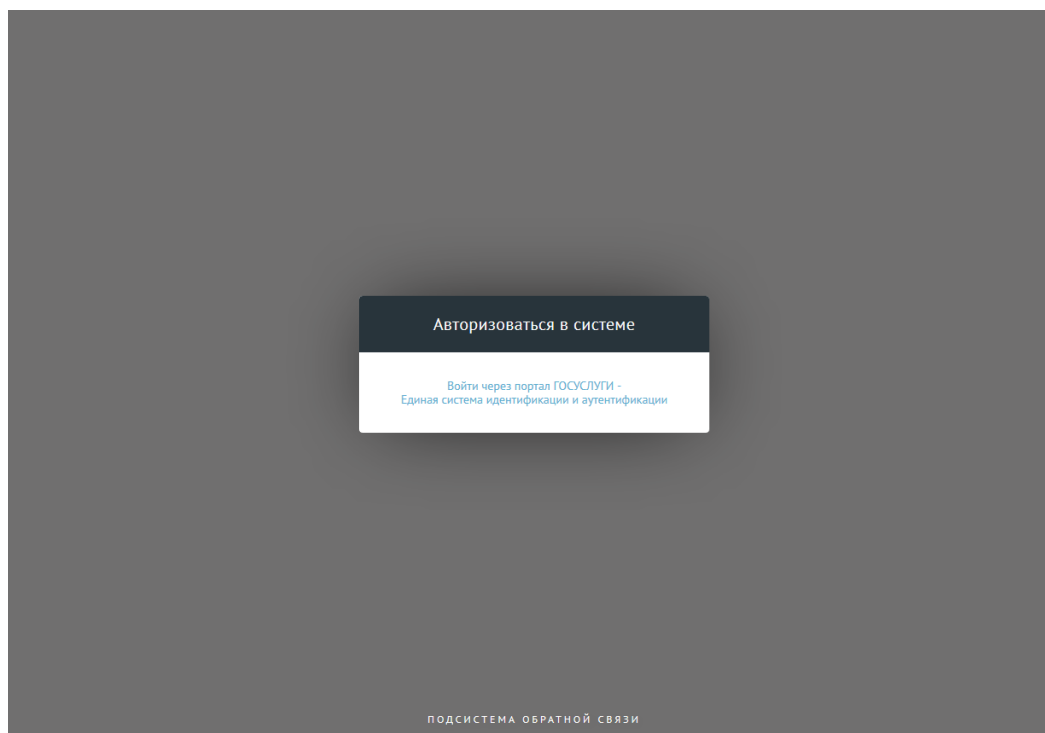 Авторизоваться в системе
Войти через портал ГОСУСЛУГИ -
Единая система идентификации и аутентификации
ПОДСИСТЕМА ОБРАТНОЙ СВЯЗИ